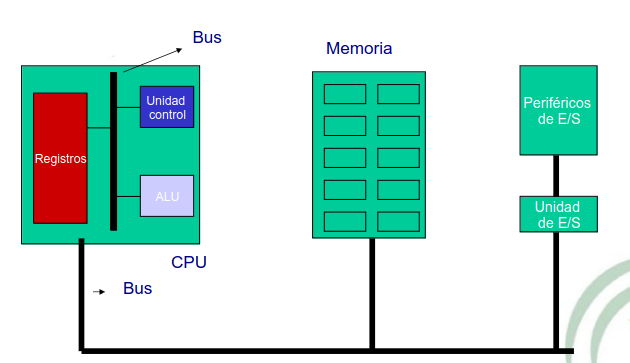 Bus
Memoria
Unidad
control
Registros
ALU
CPU
Bus
Periféricos
de E/S
Unidad
de E/S